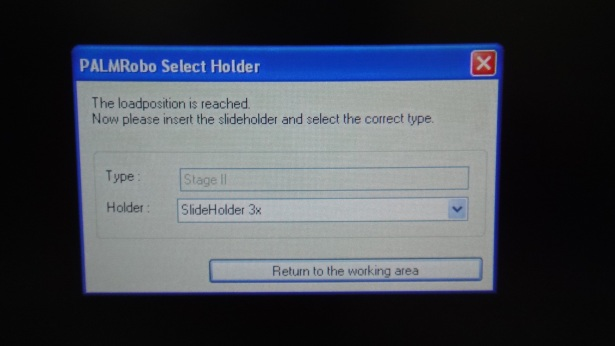 PALMRobo Select Holder
The loadposition is reached.
Now please insert the slideholder and select the correct type.
Type :
Stage II
Holder :
SlideHolder 3x
Return to the working area